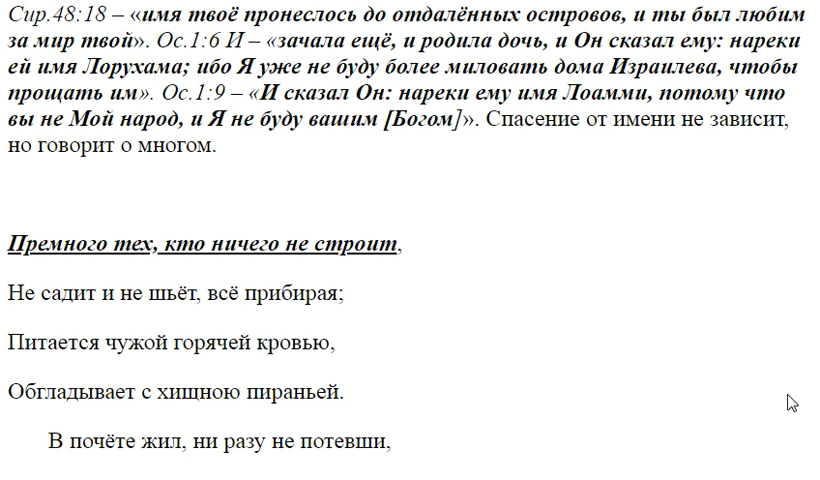 Сир.48:18 – «имя твоё пронеслось до отдалённых островов, и ты был любим
за мир твой». Ос.1:6 И – «зачала ещё, и родила дочь, и Он сказал ему: нареки
ей имя Лорухама; ибо Я уже не буду более миловать дома Израилева, чтобы
прощать им». Ос.1:9 – «И сказал Он: нареки ему имя Лоамми, потому что
вы не Мой народ, и Я не буду вашим [Богом]». Спасение от имени не зависит,
но говорит о многом.
Премного тех, кто ничего не строит,
Не садит и не шьёт, всё прибирая;
Питается чужой горячей кровью,
Обгладывает с хищною пираньей.
В почёте жил, ни разу не потевши,